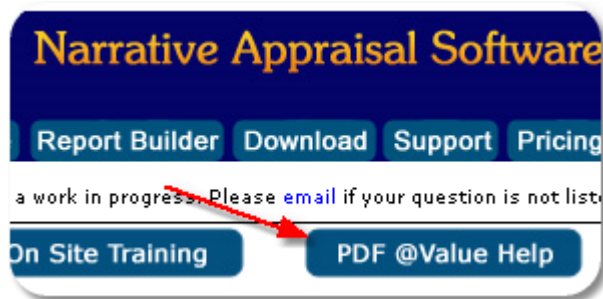 Narrative Appraisal Software
Report Builder Download Support Pricing
a work in progress. Please email if your question is not
On Site Training PDF @Value Help